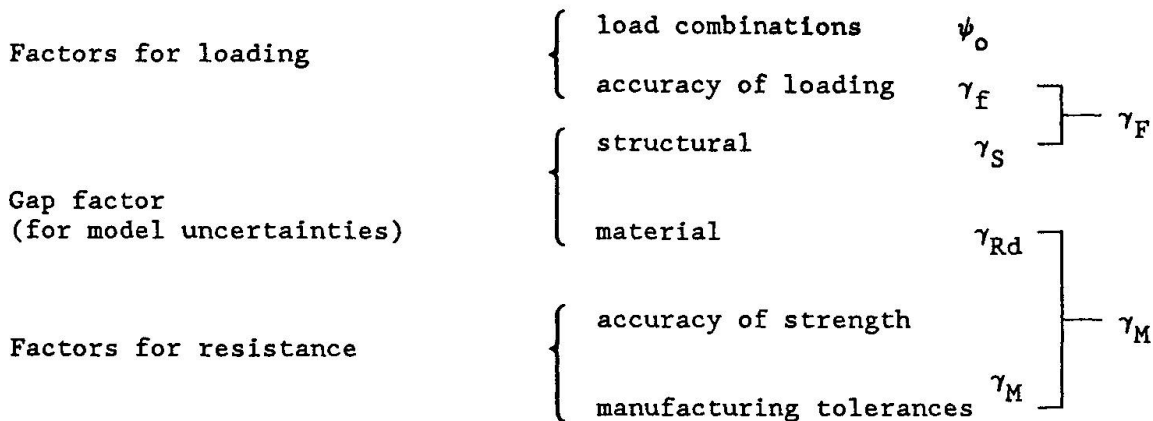 load combinations ψo
Factors for loading
accuracy of loading γf
γF
structural γS
Gap factor
(for model uncertainties) material γRd
accuracy of strength
γM
Factors for resistance
γM
manufacturing tolerances